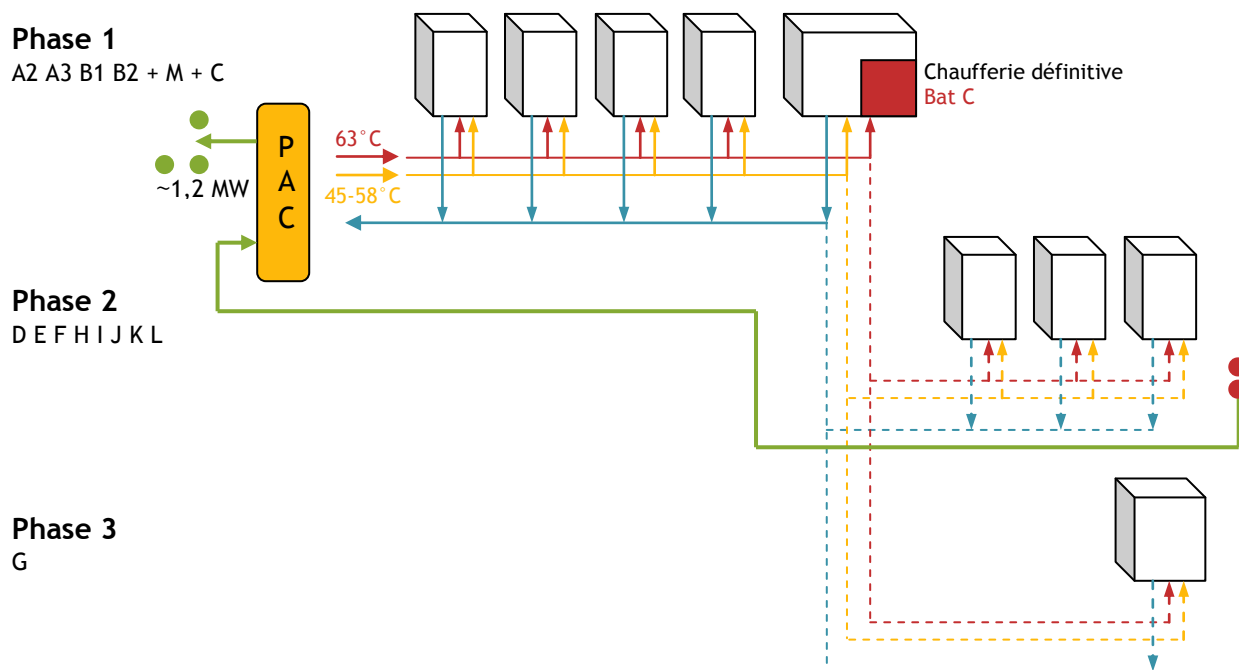 Phase 1
A2 A3 B1 B2 + M + C
Chaufferie définitive
Bat C
P
A
C
63°C
45-58°C
~1,2 MW
Phase 2
D E F H I J K L
Phase 3
G